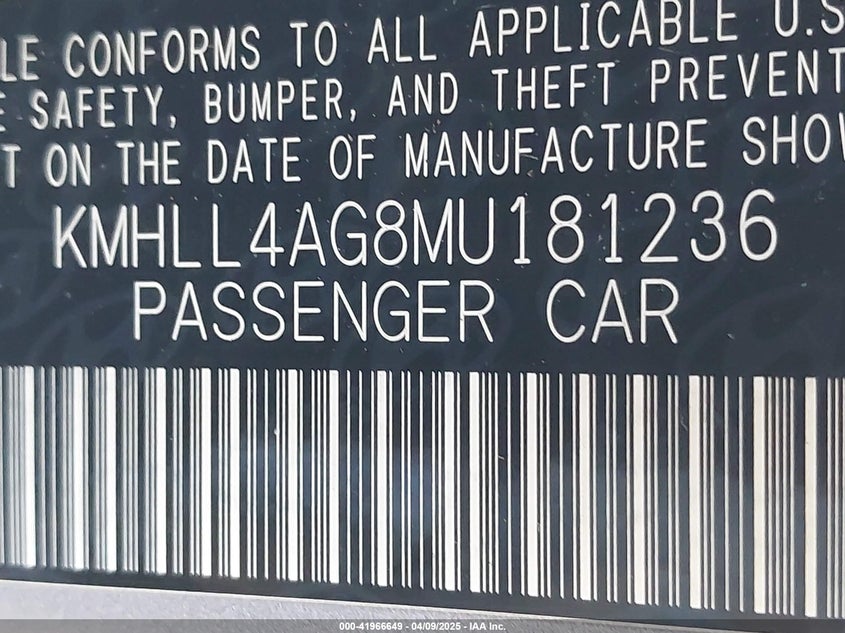 LE CONFORMS TO ALL APPLICABLE U.S
E SAFETY, BUMPER, AND THEFT PREVENT
T ON THE DATE OF MANUFACTURE SHOW
KMHLL4AG8MU181236
PASSENGER CAR
000-41966649 - 04/09/2025 - IAA Inc.